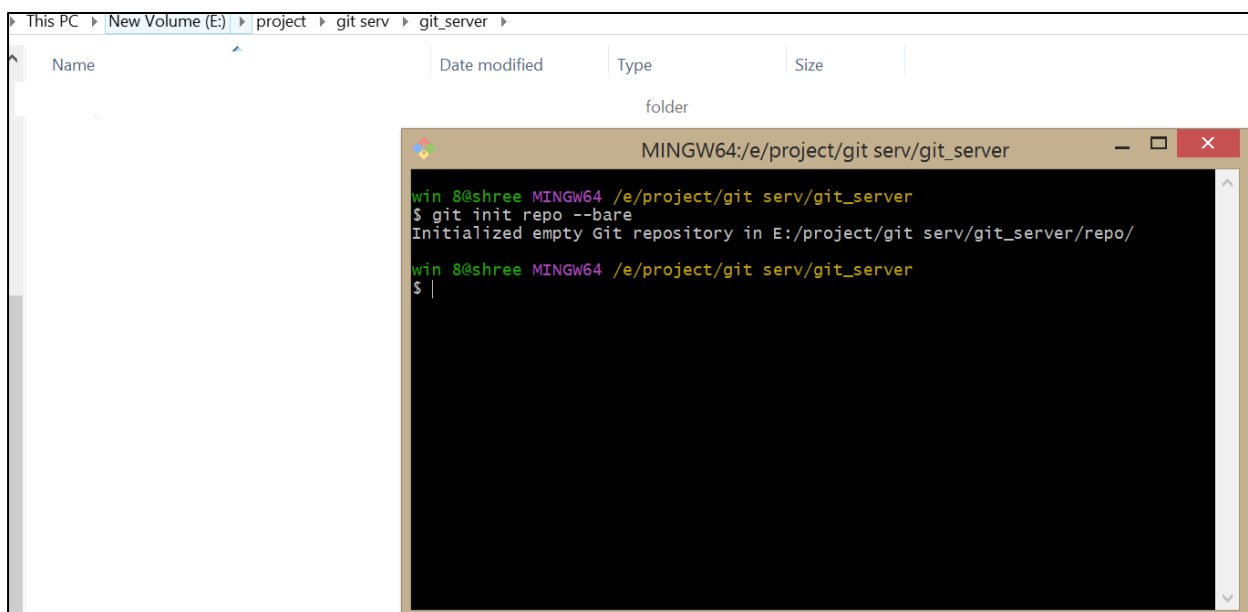 This PC New Volume (E:) project git serv git_server
Name Date modified Type Size
folder
MINGW64:/e/project/git serv/git_server
win 8@shree MINGW64 /e/project/git serv/git_server
$ git init repo --bare
Initialized empty Git repository in E:/project/git serv/git_server/repo/
win 8@shree MINGW64 /e/project/git serv/git_server
$